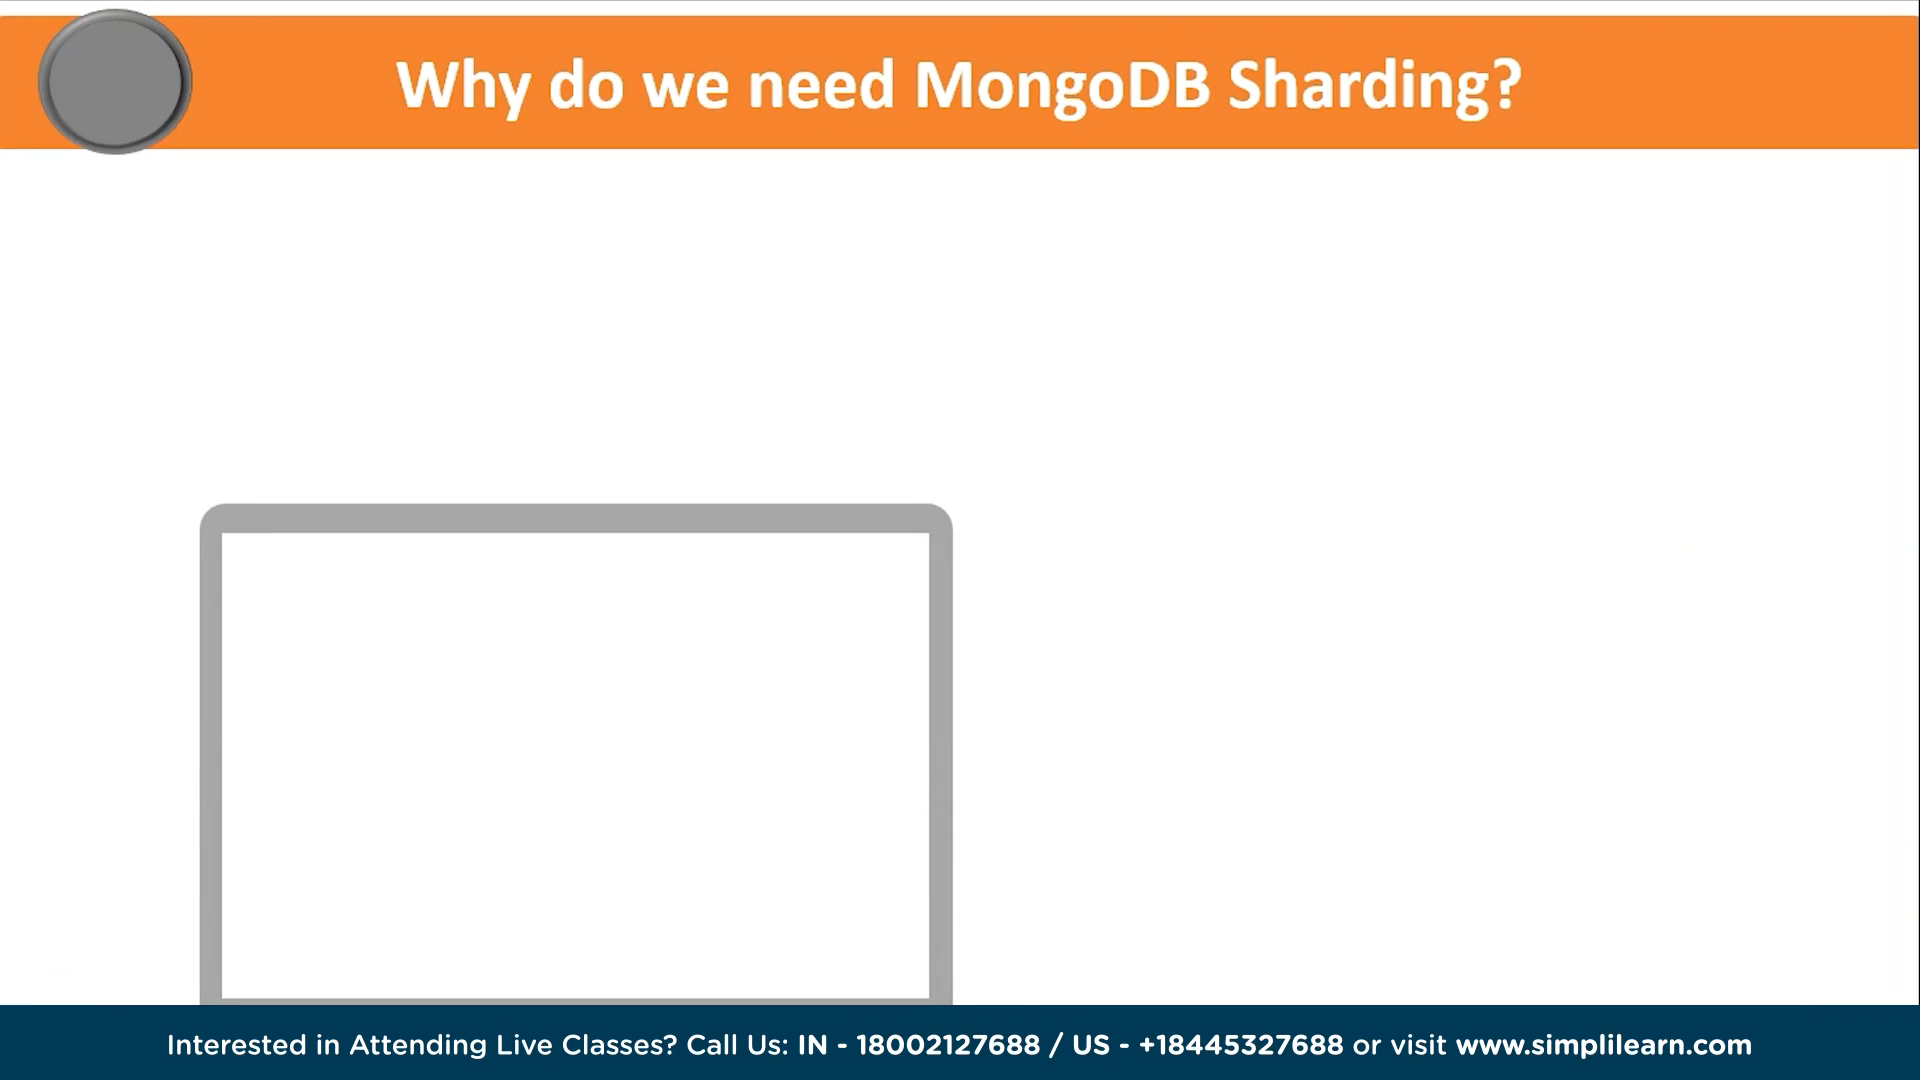 Why do we need MongoDB Sharding?
Interested in Attending Live Classes? Call Us: IN - 18002127688 / US - +18445327688 or visit www.simplilearn.com